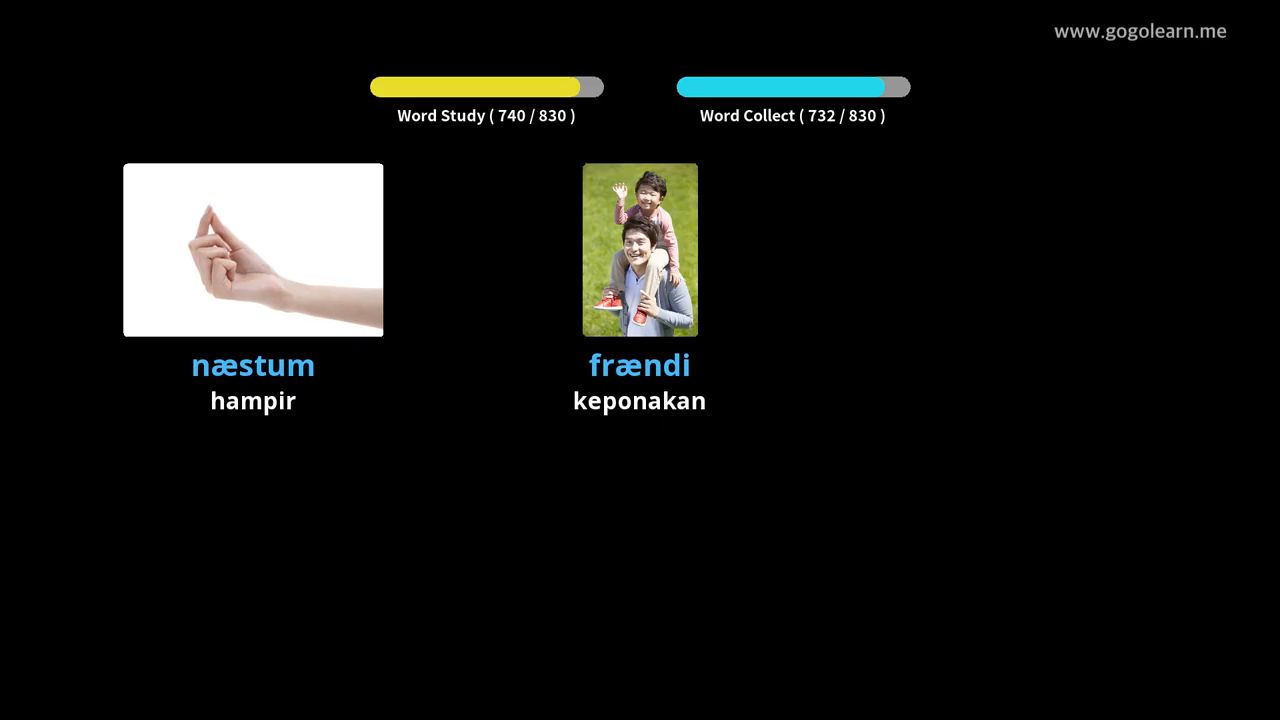 www.gogolearn.me
Word Study ( 740 / 830 )
Word Collect ( 732 / 830 )
næstum
hampir
frændi
keponakan